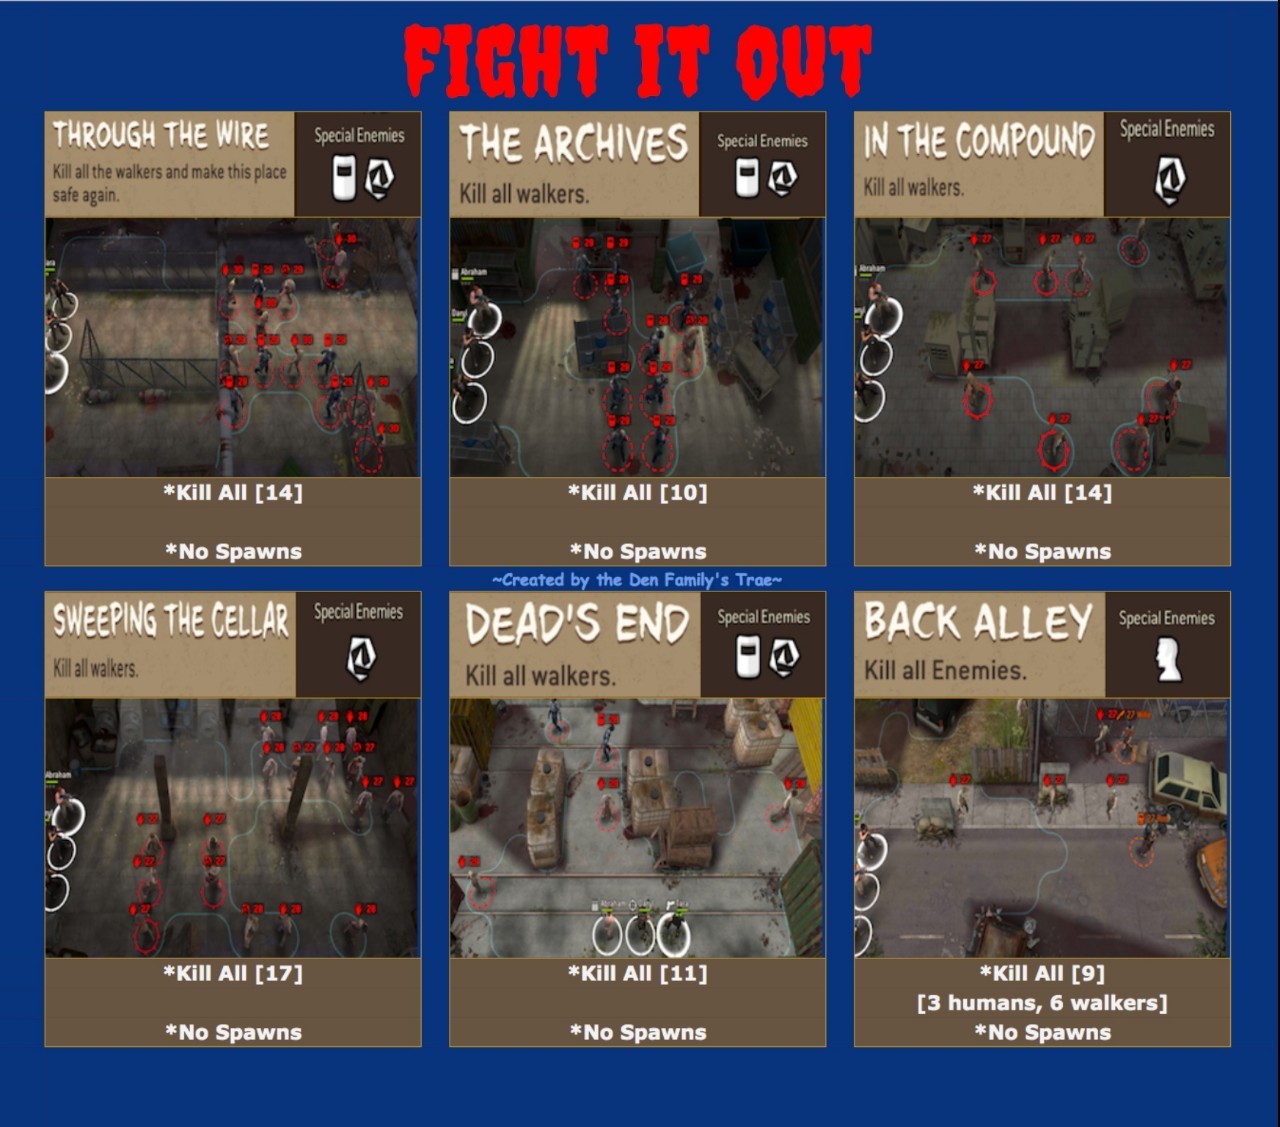 FIGHT IT OUT
THROUGH THE WIRE
Kill all the walkers and make this place
safe again.
Special Enemies
THE ARCHIVES
Kill all walkers.
Special Enemies
IN THE COMPOUND
Kill all walkers.
Special Enemies
Abraham
Abraham
*Kill All [14]
*No Spawns
*Kill All [10]
*No Spawns
*Kill All [14]
*No Spawns
~Created by the Den Family's Trae~
SWEEPING THE CELLAR
Kill all walkers.
Special Enemies
DEAD'S END
Kill all walkers.
Special Enemies
BACK ALLEY
Kill all Enemies.
Special Enemies
Abraham
*Kill All [17]
*No Spawns
*Kill All [11]
*No Spawns
*Kill All [9]
[3 humans, 6 walkers]
*No Spawns